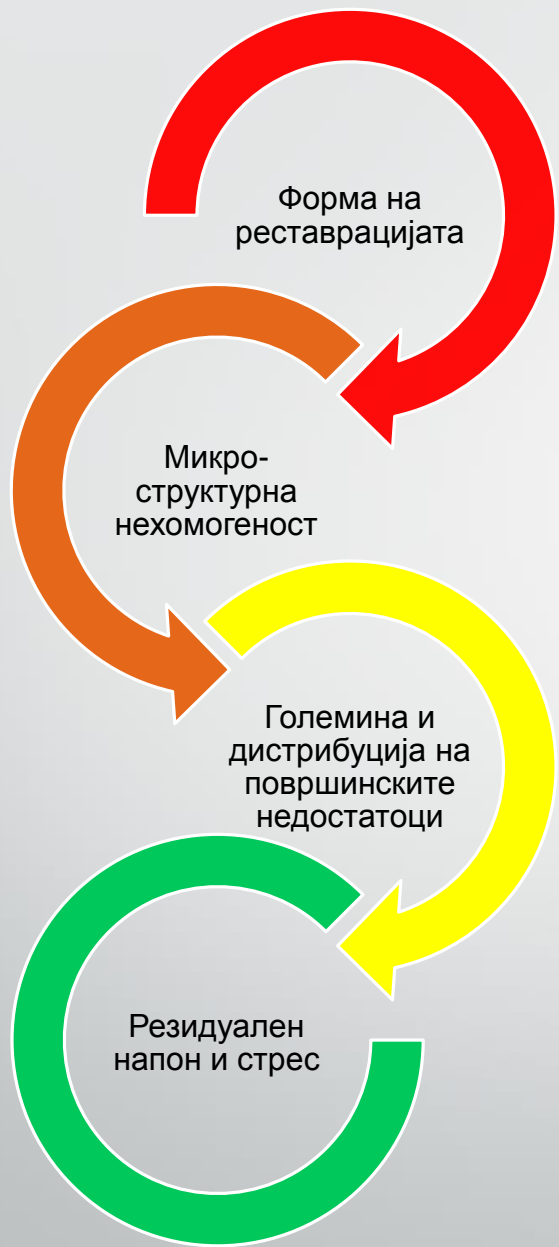 Форма на
реставрацијата
Микро-
структурна
нехомогеност
Големина и
дистрибуција на
површинските
недостатоци
Резидуален
напон и стрес